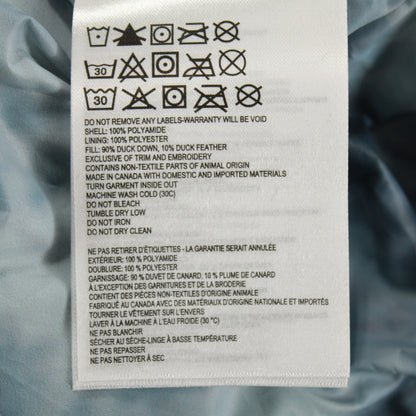 30
30
DO NOT REMOVE ANY LABELS-WARRANTY WILL BE VOID
SHELL: 100% POLYAMIDE
LINING: 100% POLYESTER
FILL: 90% DUCK DOWN, 10% DUCK FEATHER
EXCLUSIVE OF TRIM AND EMBROIDERY
CONTAINS NON-TEXTILE PARTS OF ANIMAL ORIGIN
MADE IN CANADA WITH DOMESTIC AND IMPORTED MATERIALS
TURN GARMENT INSIDE OUT
MACHINE WASH COLD (30C)
DO NOT BLEACH
TUMBLE DRY LOW
DO NOT IRON
DO NOT DRY CLEAN
NE PAS RETIRER D'ÉTIQUETTES - LA GARANTIE SERAIT ANNULÉE
EXTÉRIEUR: 100 % POLYAMIDE
DOUBLURE: 100 % POLYESTER
GARNISSAGE: 90 % DUVET DE CANARD, 10 % PLUME DE CANARD
À L'EXCEPTION DES GARNITURES ET DE LA BRODERIE
CONTIENT DES PIÈCES NON-TEXTILES D'ORIGINE ANIMALE
FABRIQUÉ AU CANADA AVEC DES MATÉRIAUX D'ORIGINE NATIONALE ET IMPORTÉS
TOURNER LE VÊTEMENT SUR L'ENVERS
LAVER À LA MACHINE À L'EAU FROIDE (30 °C)
NE PAS BLANCHIR
SÉCHER AU SÈCHE-LINGE À BASSE TEMPÉRATURE
NE PAS REPASSER
NE PAS NETTOYER À SEC